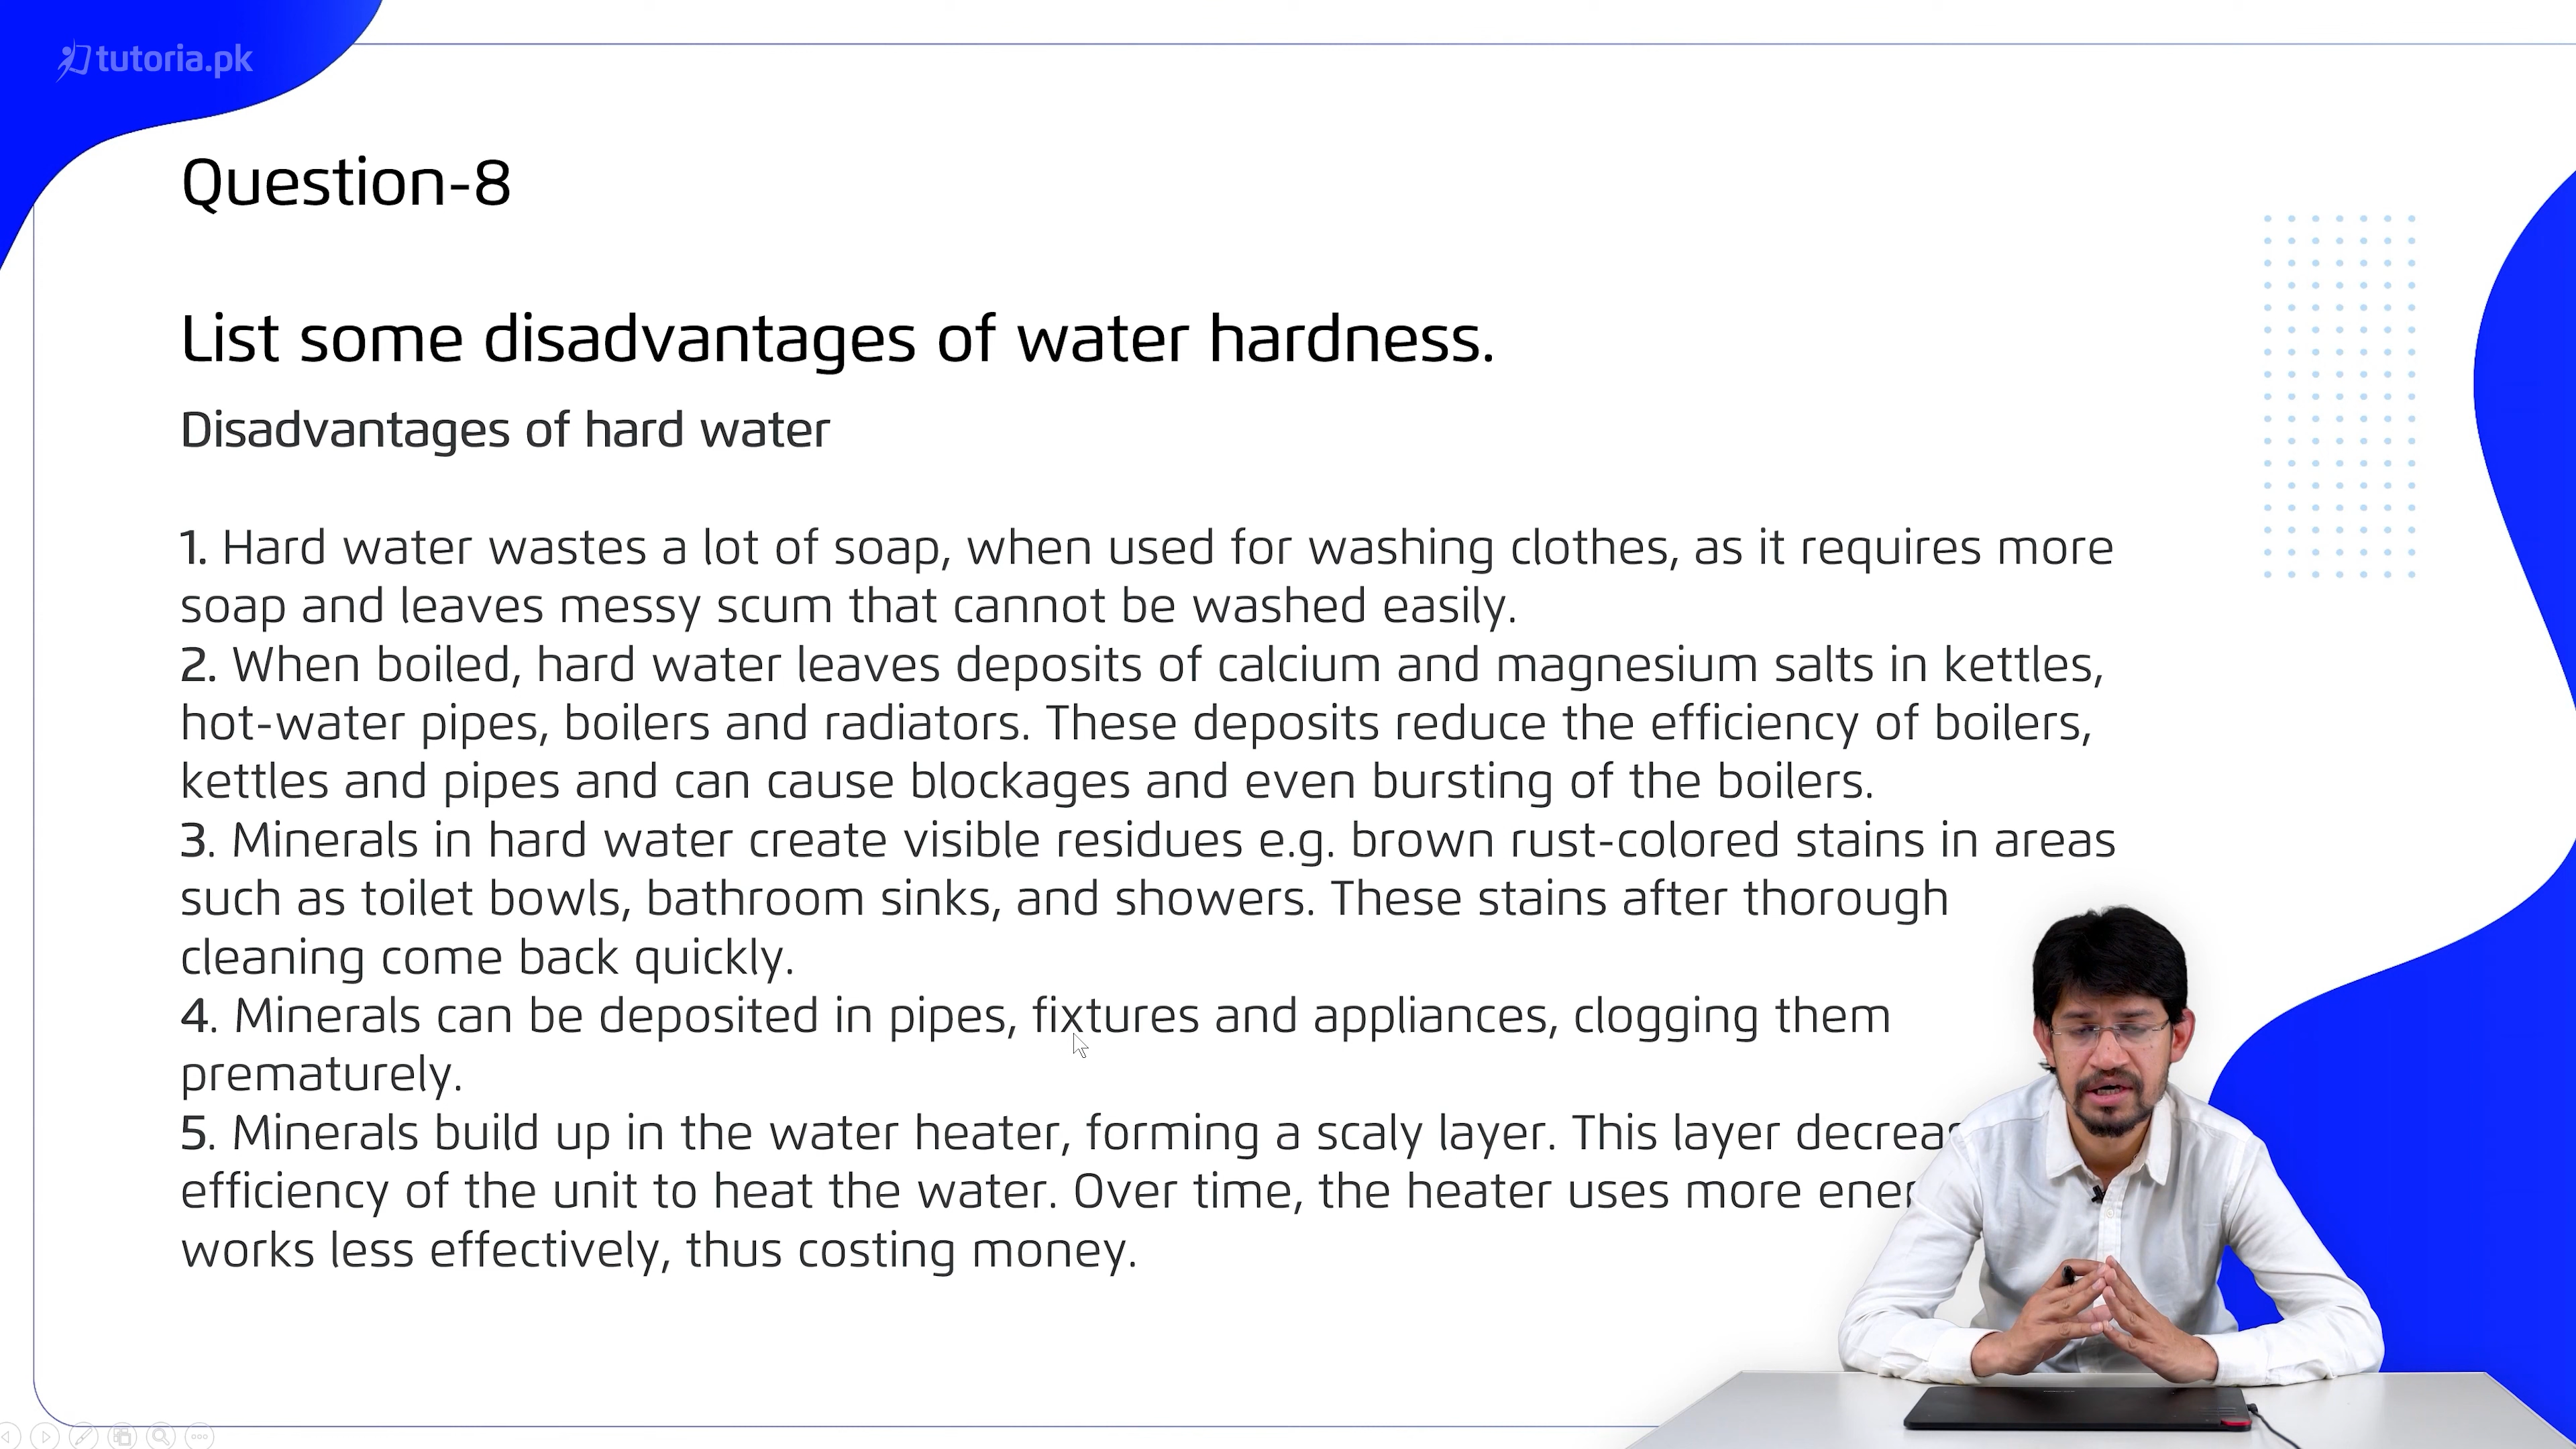 tutoria.pk
Question-8
List some disadvantages of water hardness.
Disadvantages of hard water
1. Hard water wastes a lot of soap, when used for washing clothes, as it requires more
soap and leaves messy scum that cannot be washed easily.
2. When boiled, hard water leaves deposits of calcium and magnesium salts in kettles,
hot-water pipes, boilers and radiators. These deposits reduce the efficiency of boilers,
kettles and pipes and can cause blockages and even bursting of the boilers.
3. Minerals in hard water create visible residues e.g. brown rust-colored stains in areas
such as toilet bowls, bathroom sinks, and showers. These stains after thorough
cleaning come back quickly.
4. Minerals can be deposited in pipes, fixtures and appliances, clogging them
prematurely.
5. Minerals build up in the water heater, forming a scaly layer. This layer
efficiency of the unit to heat the water. Over time, the heater uses more
works less effectively, thus costing money.